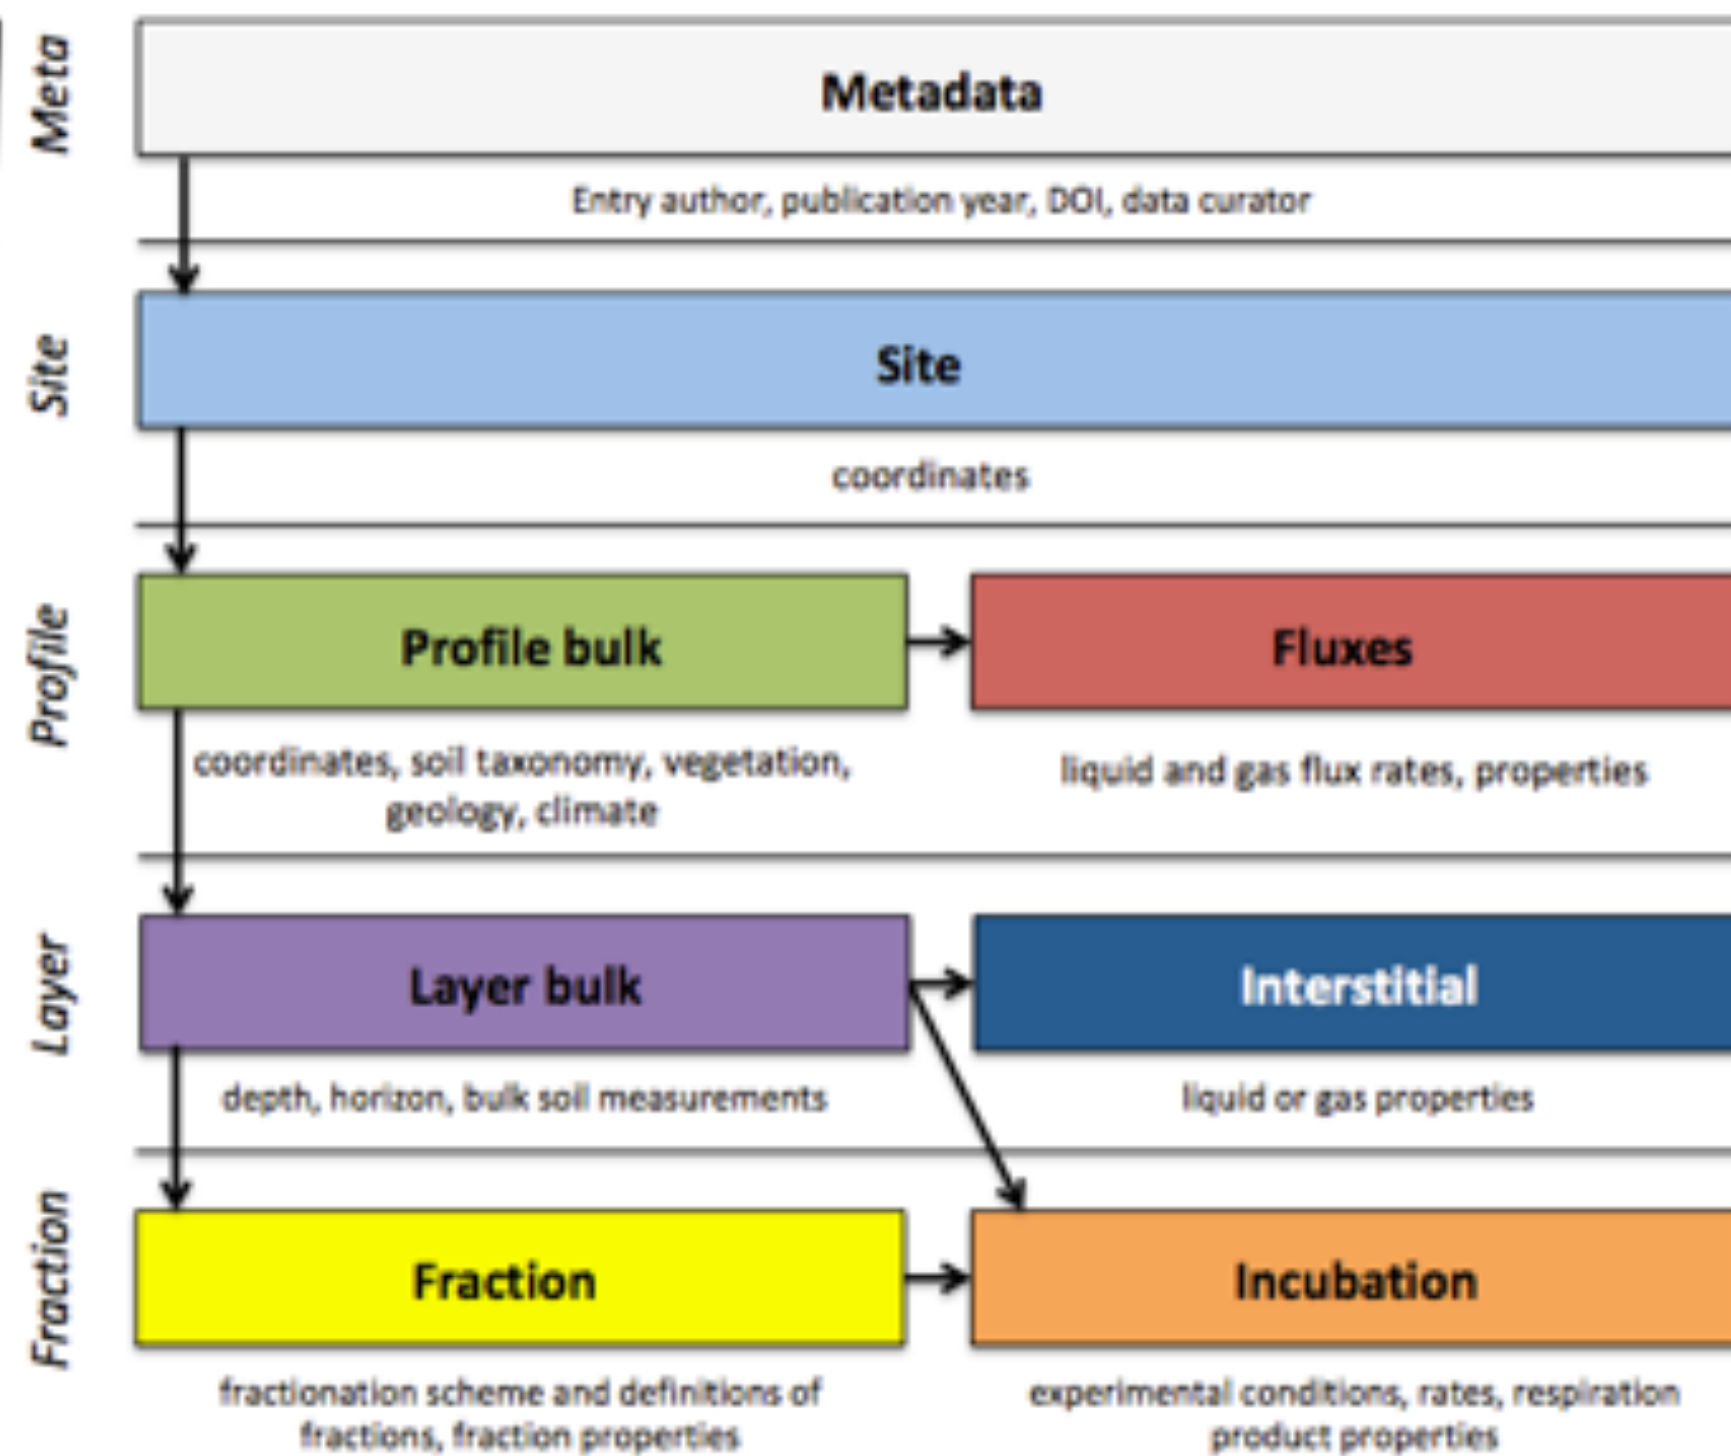 Meta
Metadata
Entry author, publication year, DOI, data curator
Site
Site
coordinates
Profile
Profile bulk
Fluxes
coordinates, soil taxonomy, vegetation,
geology, climate
liquid and gas flux rates, properties
Layer
Layer bulk
Interstitial
depth, horizon, bulk soil measurements
liquid or gas properties
Fraction
Fraction
Incubation
fractionation scheme and definitions of
fractions, fraction properties
experimental conditions, rates, respiration
product properties